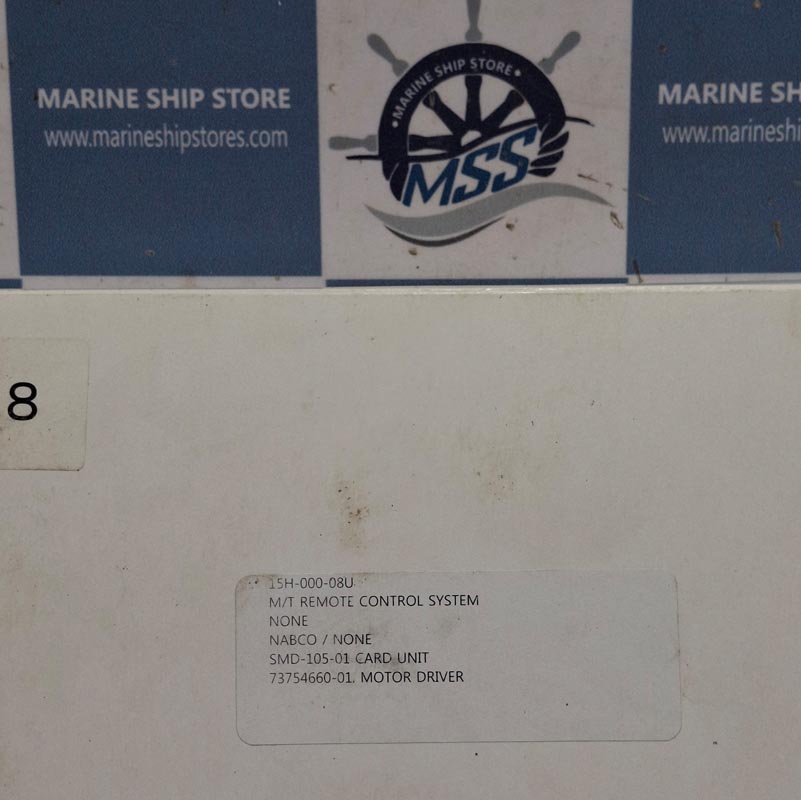 MARINE SHIP STORE
www.marineshipstores.com
•MARINE SHIP STORE•
MSS
MARINE SH
www.marineshi
8
15H-000-08U
M/T REMOTE CONTROL SYSTEM
NONE
NABCO / NONE
SMD-105-01 CARD UNIT
73754660-01. MOTOR DRIVER